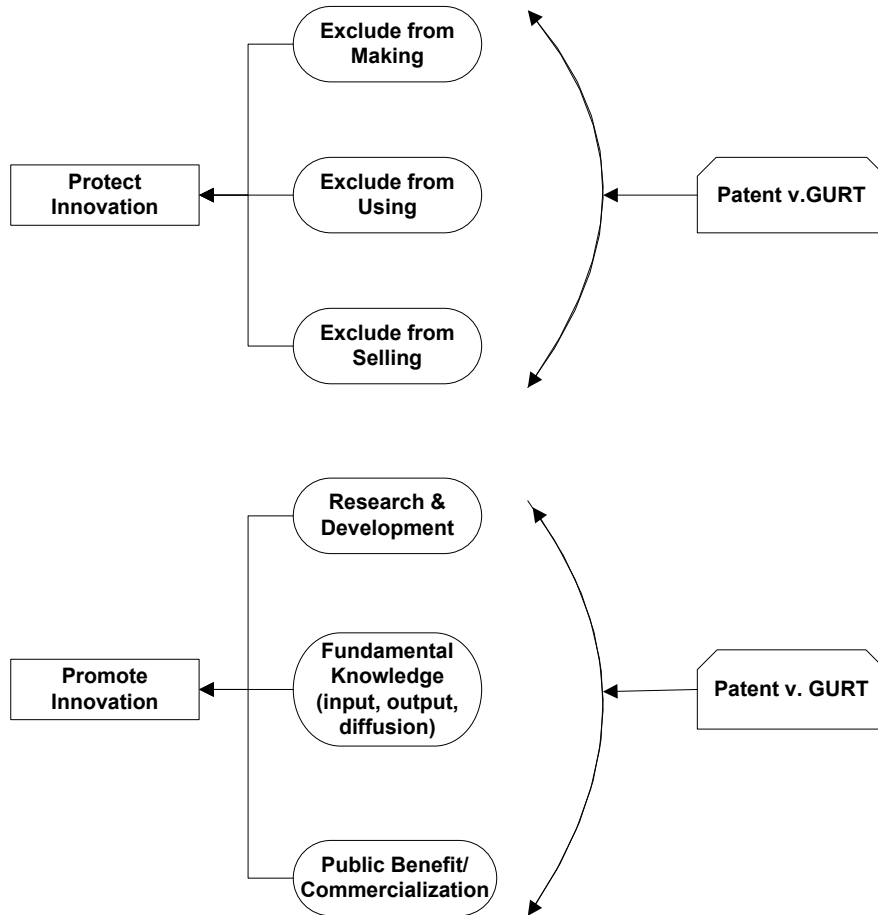 Exclude from
Making
Protect
Innovation
Exclude from
Using
Patent v.GURT
Exclude from
Selling
Research &
Development
Promote
Innovation
Fundamental
Knowledge
(input, output,
diffusion)
Patent v. GURT
Public Benefit/
Commercialization